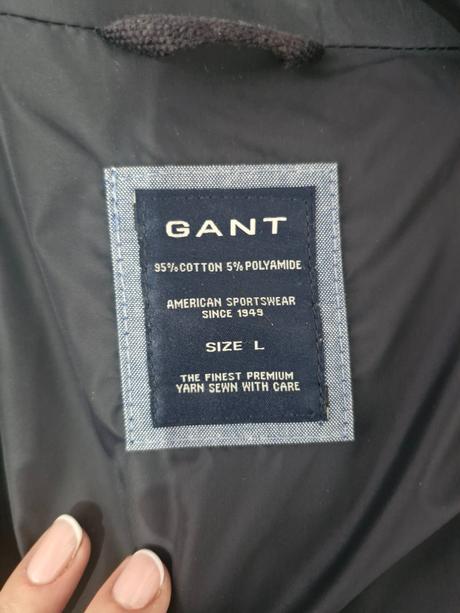 GANT
95% COTTON 5% POLYAMIDE
AMERICAN SPORTSWEAR
SINCE 1949
SIZE L
THE FINEST PREMIUM
YARN SEWN WITH CARE